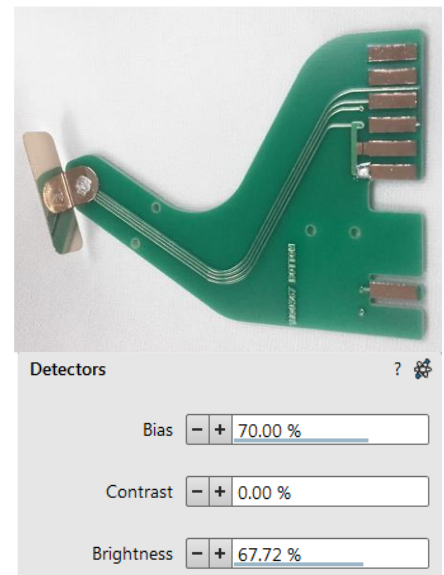 Detectors ?
Bias - + 70.00 %
Contrast - + 0.00 %
Brightness - + 67.72 %